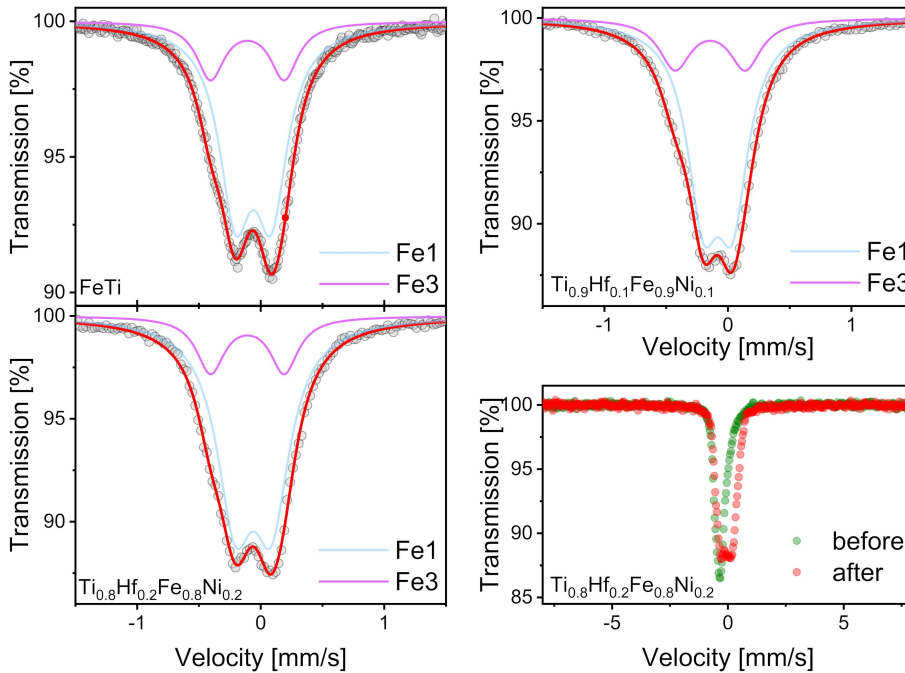 Transmission [%]
100
95
90
Fe1
Fe3
FeTi
Transmission [%]
100
95
90
Fe1
Fe3
Ti0.8Hf0.2Fe0.8Ni0.2
-1
0
1
Velocity [mm/s]
Transmission [%]
100
95
90
Fe1
Fe3
Ti0.9Hf0.1Fe0.9Ni0.1
-1
0
1
Velocity [mm/s]
Transmission [%]
100
95
90
85
before
after
Ti0.8Hf0.2Fe0.8Ni0.2
-5
0
5
Velocity [mm/s]